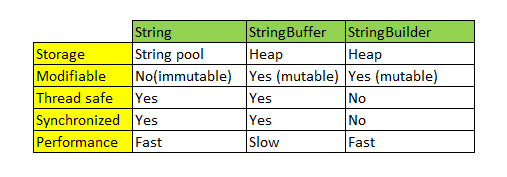 String StringBuffer StringBuilder
Storage String pool Heap Heap
Modifiable No(immutable) Yes (mutable) Yes (mutable)
Thread safe Yes Yes No
Synchronized Yes Yes No
Performance Fast Slow Fast